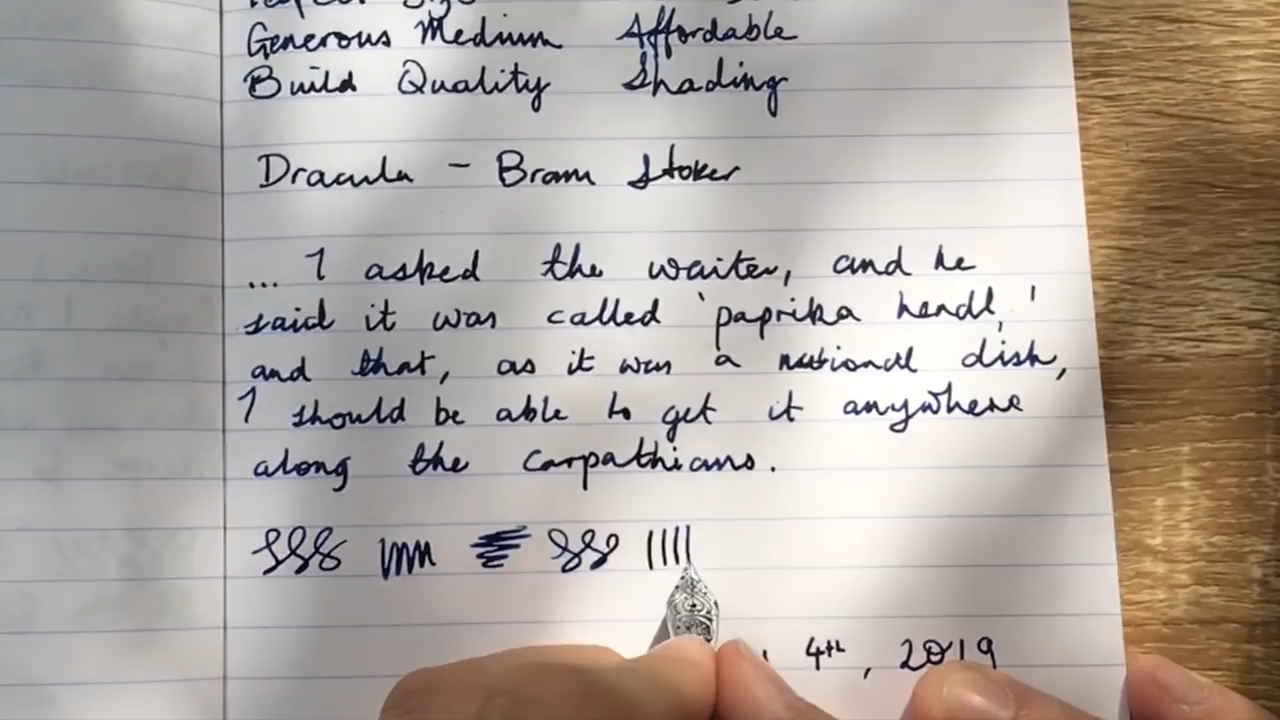 Generous Medium Affordable
Build Quality Shading
Dracula - Bram Stoker
... I asked the waiter, and he
said it was called 'paprika hendl,'
and that, as it was a national dish,
I should be able to get it anywhere
along the Carpathians.
4th, 2019